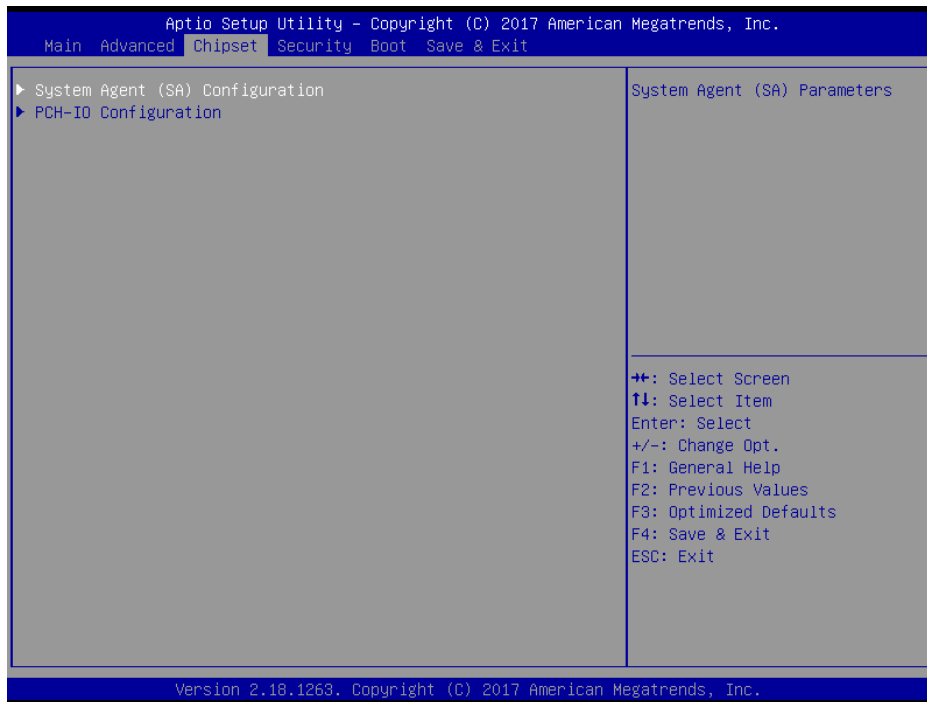 Aptio Setup Utility – Copyright (C) 2017 American Megatrends, Inc.
Main Advanced Chipset Security Boot Save & Exit
▶ System Agent (SA) Configuration
▶ PCH-IO Configuration
System Agent (SA) Parameters
→←: Select Screen
↑↓: Select Item
Enter: Select
+/-: Change Opt.
F1: General Help
F2: Previous Values
F3: Optimized Defaults
F4: Save & Exit
ESC: Exit
Version 2.18.1263. Copyright (C) 2017 American Megatrends, Inc.